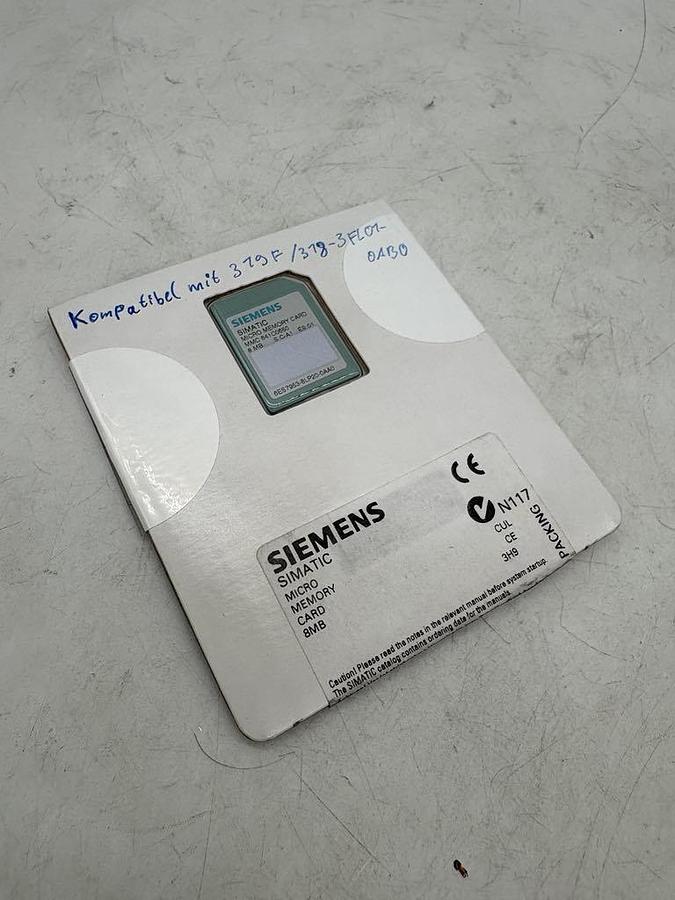 Kompatibel mit 319F /318-3FL01-
0AB0
SIEMENS
SIMATIC
MICRO MEMORY CARD
8 MB
6ES7953-8LP20-0AA0
SIEMENS
SIMATIC
MICRO
MEMORY
CARD
8MB
CE
N117
CUL
CE
3H9
PACKING
Caution! Please read the notes in the relevant manual before system startup.
The SIMATIC catalog contains ordering data for the manuals.